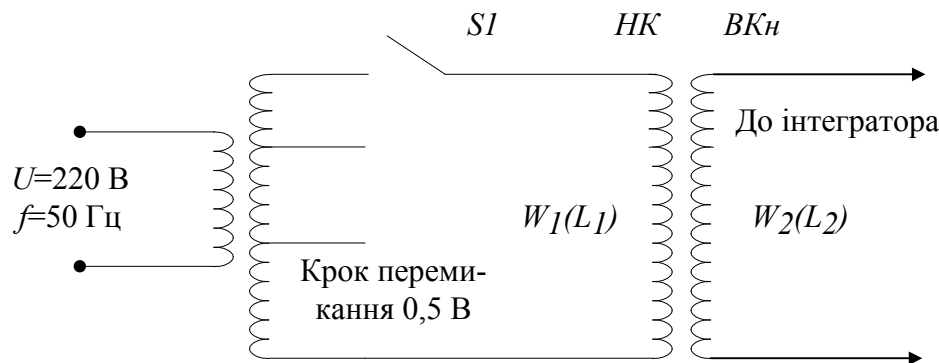 S1
НК
ВКн
До інтегратора
U=220 В
f=50 Гц
W1(L1)
W2(L2)
Крок переми-
кання 0,5 В